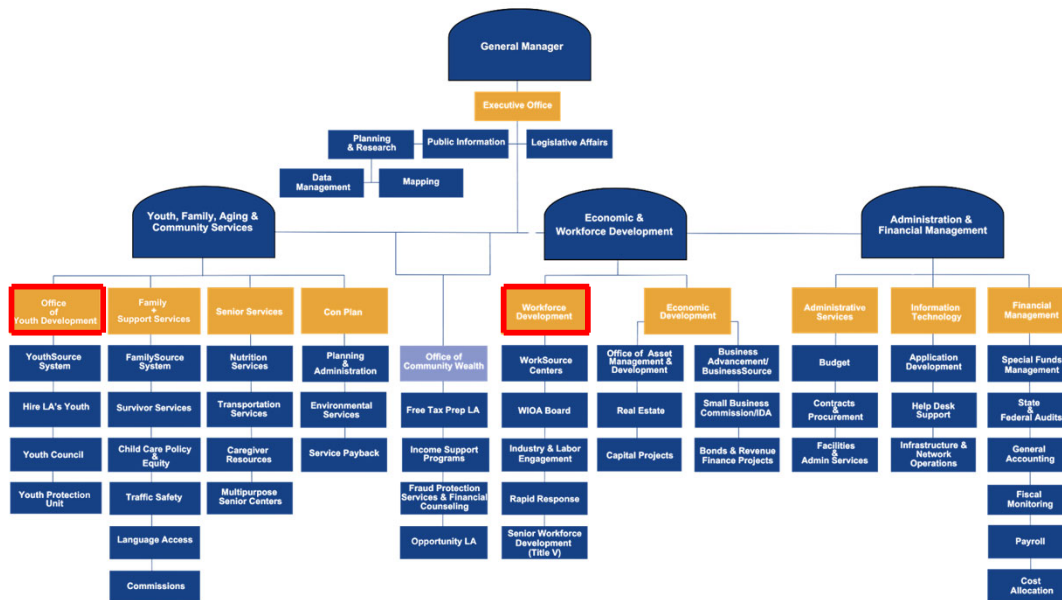 General Manager
Executive Office
Planning
& Research
Public Information
Legislative Affairs
Data
Management
Mapping
Youth, Family, Aging &
Community Services
Economic &
Workforce Development
Administration &
Financial Management
Office
of
Youth Development
Family
+
Support Services
Senior Services
Con Plan
Workforce
Development
Economic
Development
Administrative
Services
Information
Technology
Financial
Management
YouthSource
System
Hire LA's Youth
Youth Council
Youth Protection
Unit
FamilySource
System
Survivor Services
Child Care Policy
&
Equity
Traffic Safety
Language Access
Commissions
Nutrition
Services
Transportation
Services
Caregiver
Resources
Multipurpose
Senior Centers
Planning
&
Administration
Environmental
Services
Service Payback
Office of
Community Wealth
Free Tax Prep LA
Income Support
Programs
Fraud Protection
Services & Financial
Counseling
Opportunity LA
WorkSource
Centers
WIOA Board
Industry & Labor
Engagement
Rapid Response
Senior Workforce
Development
(Title V)
Office of Asset
Management &
Development
Real Estate
Capital Projects
Business
Advancement/
BusinessSource
Small Business
Commission/IDA
Bonds & Revenue
Finance Projects
Budget
Contracts
&
Procurement
Facilities
&
Admin Services
Application
Development
Help Desk
Support
Infrastructure &
Network
Operations
Special Funds
Management
State
&
Federal Audits
General
Accounting
Fiscal
Monitoring
Payroll
Cost
Allocation